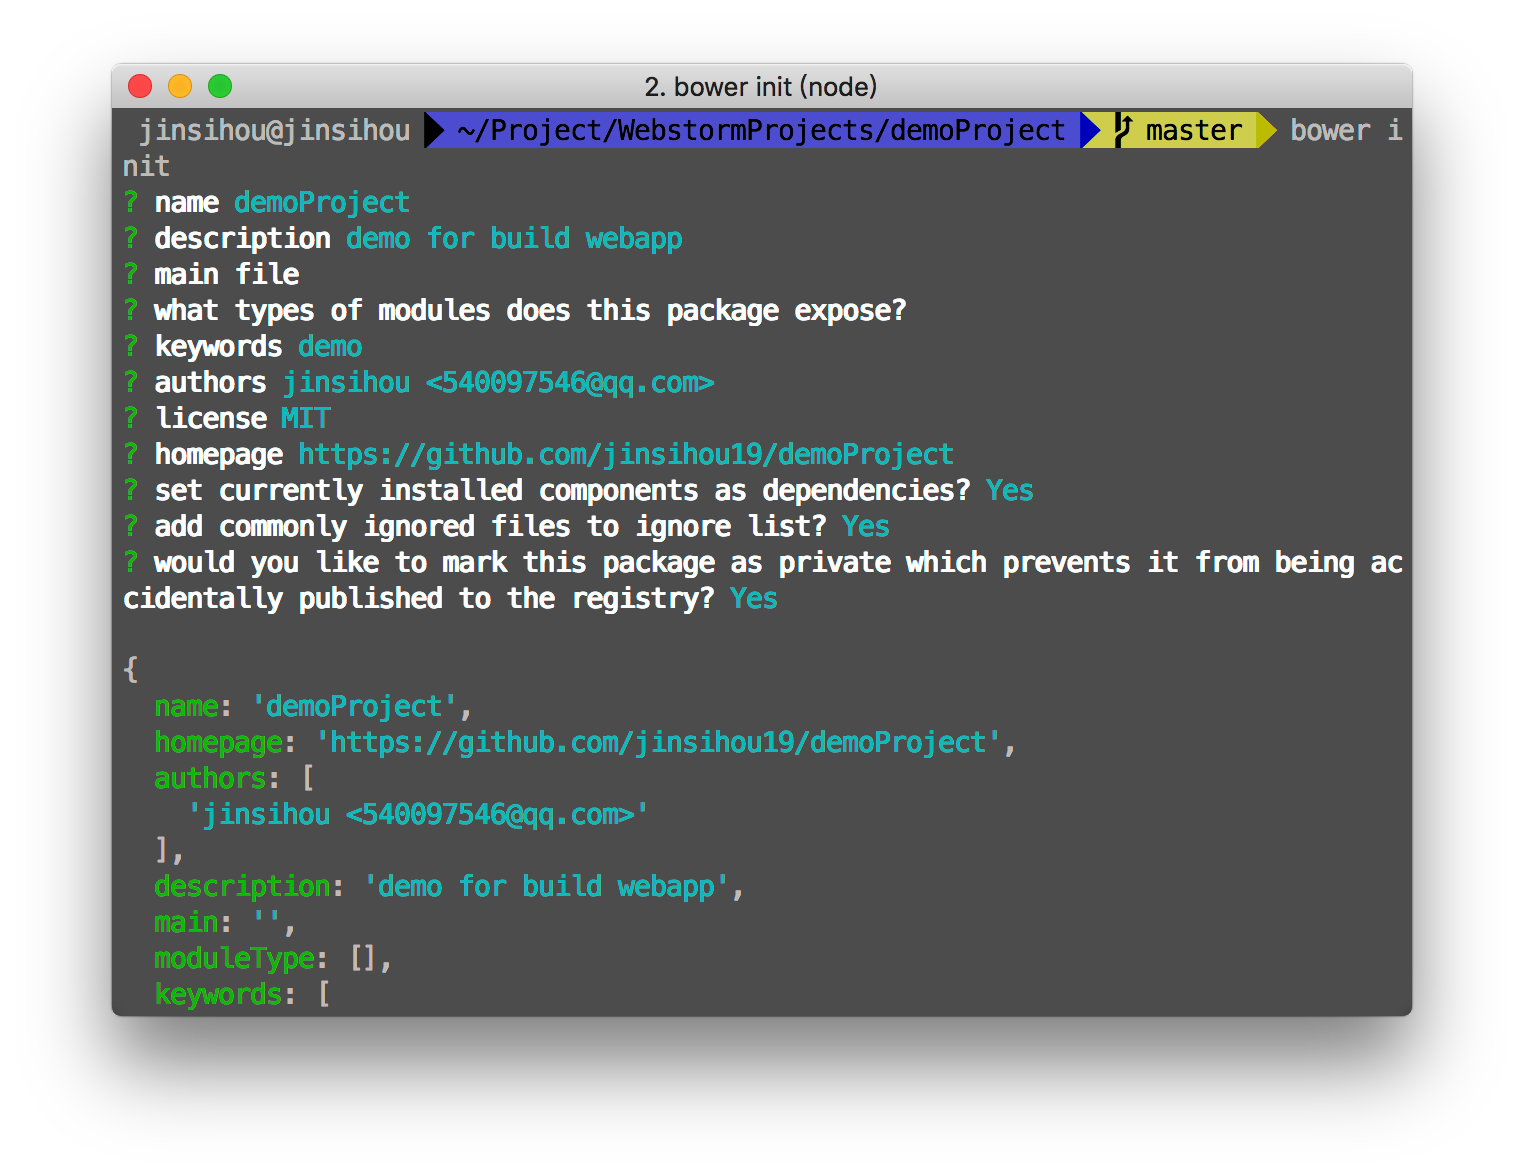 2. bower init (node)
jinsihou@jinsihou ~/Project/WebstormProjects/demoProject master bower i
nit
? name demoProject
? description demo for build webapp
? main file
? what types of modules does this package expose?
? keywords demo
? authors jinsihou <540097546@qq.com>
? license MIT
? homepage https://github.com/jinsihou19/demoProject
? set currently installed components as dependencies? Yes
? add commonly ignored files to ignore list? Yes
? would you like to mark this package as private which prevents it from being ac
cidentally published to the registry? Yes
{
  name: 'demoProject',
  homepage: 'https://github.com/jinsihou19/demoProject',
  authors: [
    'jinsihou <540097546@qq.com>'
  ],
  description: 'demo for build webapp',
  main: '',
  moduleType: [],
  keywords: [